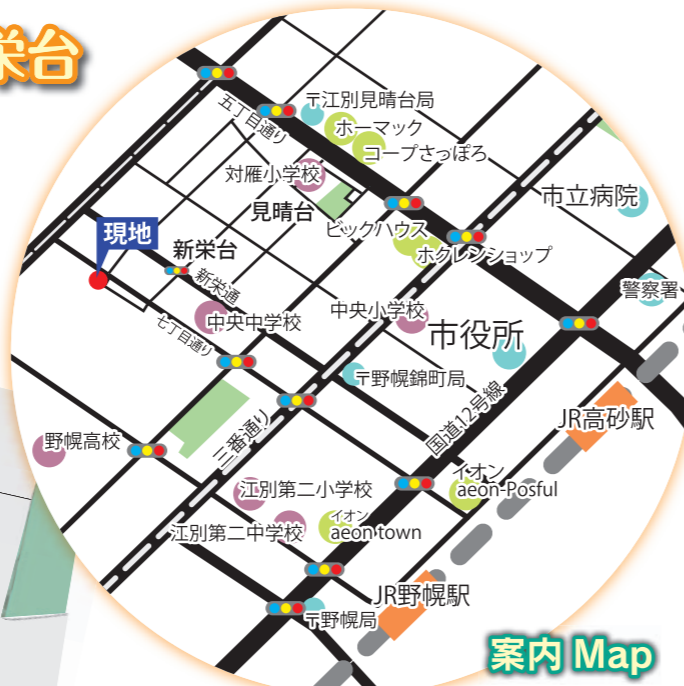 栄台
五丁目通り
〒江別見晴台局
ホーマック
コープさっぽろ
対雁小学校
見晴台
市立病院
現地
新栄台
ビックハウス
ホクレンショップ
新栄通
警察署
中央小学校
中央中学校
市役所
七丁目通り
〒野幌錦町局
国道12号線
JR高砂駅
野幌高校
三番通り
イオン
aeon-Posful
江別第二小学校
イオン
aeon town
江別第二中学校
JR野幌駅
〒野幌局
案内 Map